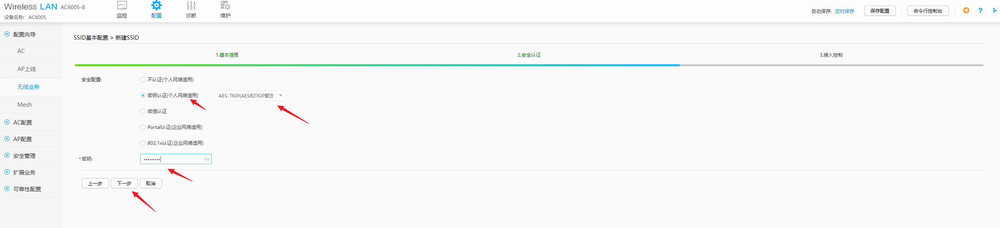 Wireless LAN AC6005-8
设备名称: AC6005
监控
配置
诊断
维护
自动保存: 定时保存
保存配置
命令行控制台
?
配置向导
AC
AP上线
无线业务
Mesh
AC配置
AP配置
安全管理
扩展业务
可靠性配置
SSID基本配置 > 新建SSID
1.基本信息
2.安全认证
3.接入控制
安全配置:
不认证(个人网络适用)
密钥认证(个人网络适用)
AES-TKIP(AES和TKIP都支
微信认证
Portal认证(企业网络适用)
802.1x认证(企业网络适用)
*密钥: ••••••••
上一步
下一步
取消